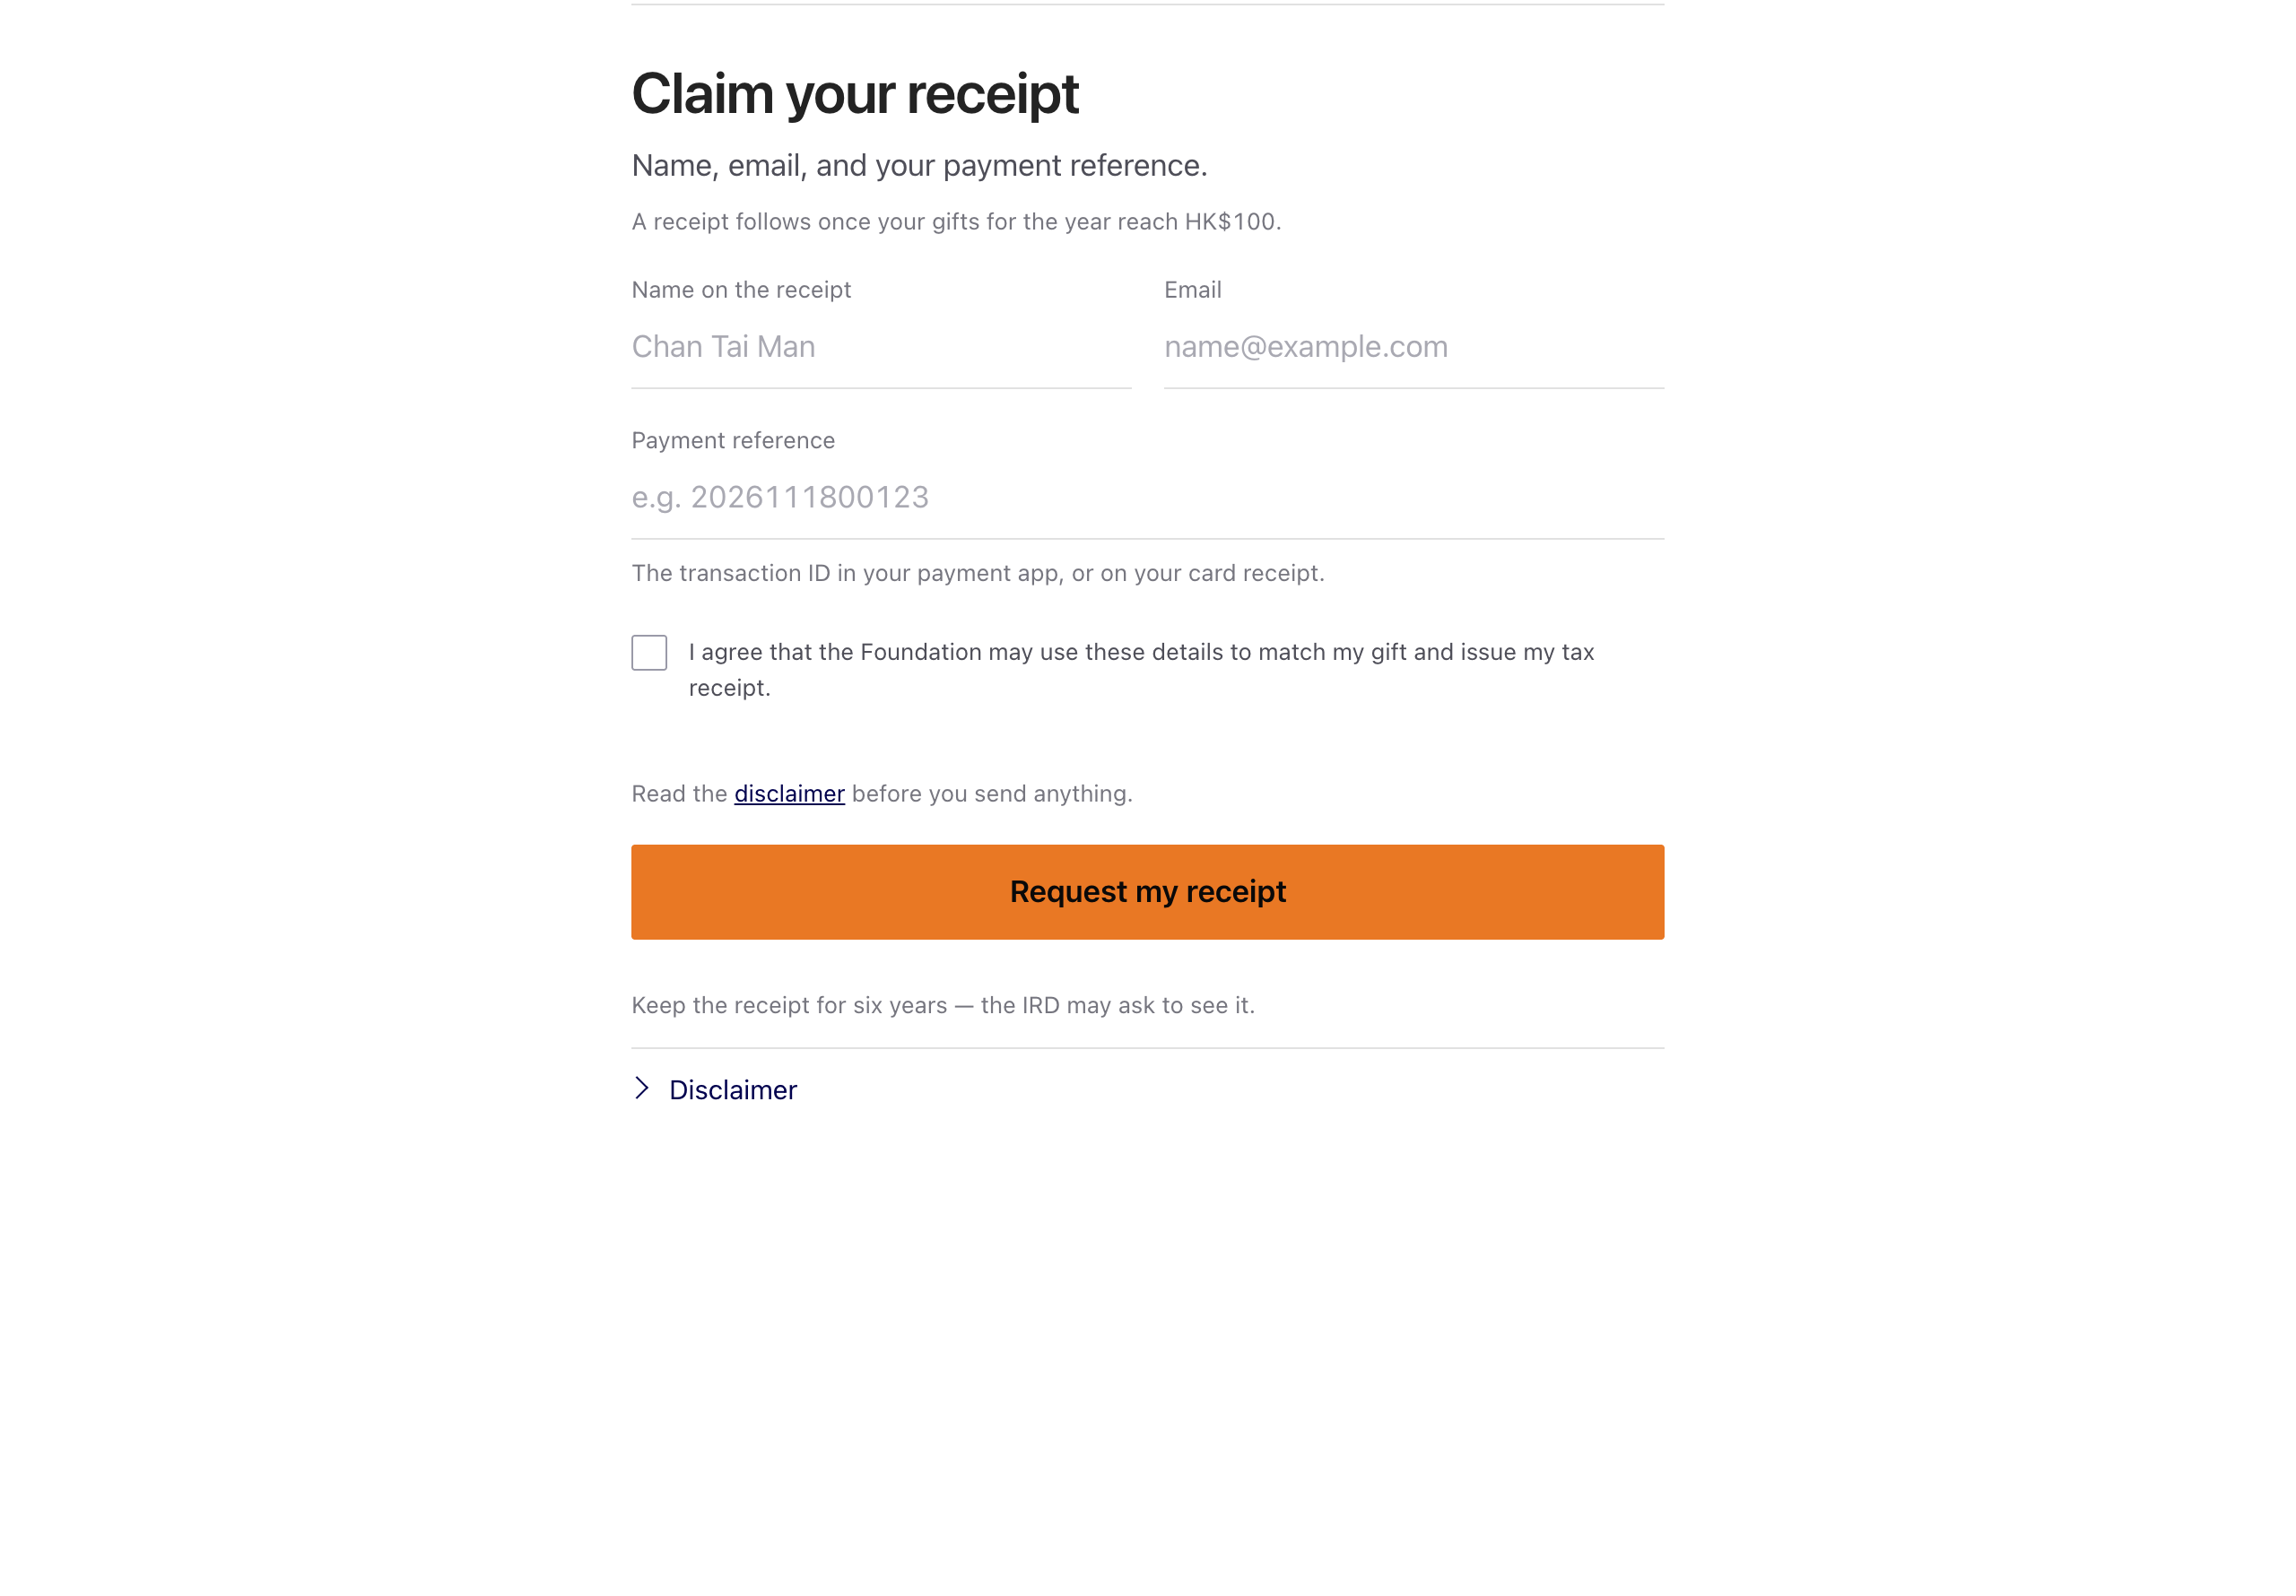 Claim your receipt
Name, email, and your payment reference.
A receipt follows once your gifts for the year reach HK$100.
Name on the receipt
Chan Tai Man
Email
name@example.com
Payment reference
e.g. 2026111800123
The transaction ID in your payment app, or on your card receipt.
I agree that the Foundation may use these details to match my gift and issue my tax
receipt.
Read the disclaimer before you send anything.
Request my receipt
Keep the receipt for six years — the IRD may ask to see it.
Disclaimer